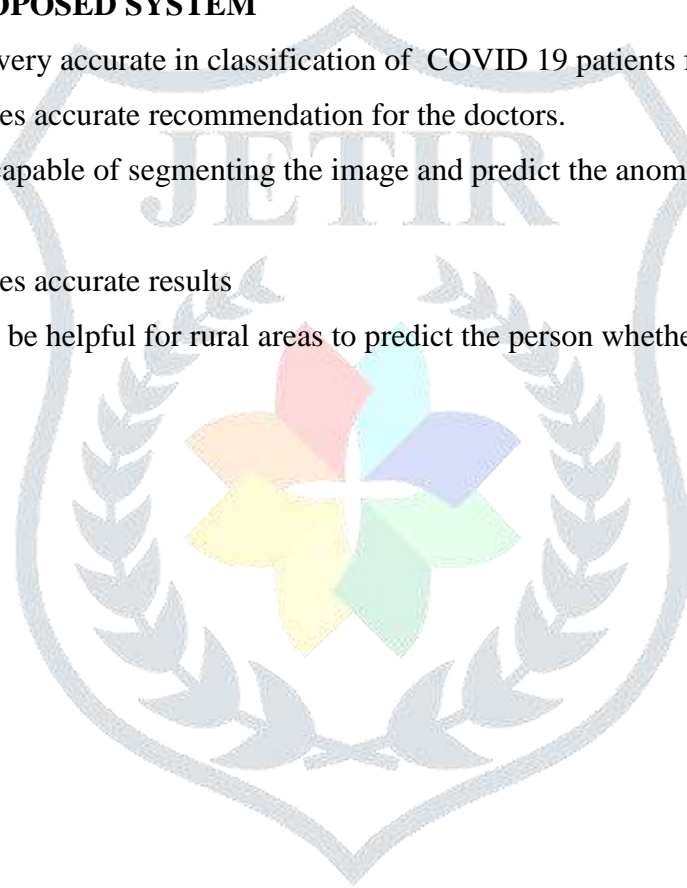 OPOSED SYSTEM
very accurate in classification of COVID 19 patients
es accurate recommendation for the doctors.
capable of segmenting the image and predict the anom
JETIR
es accurate results
be helpful for rural areas to predict the person whethe